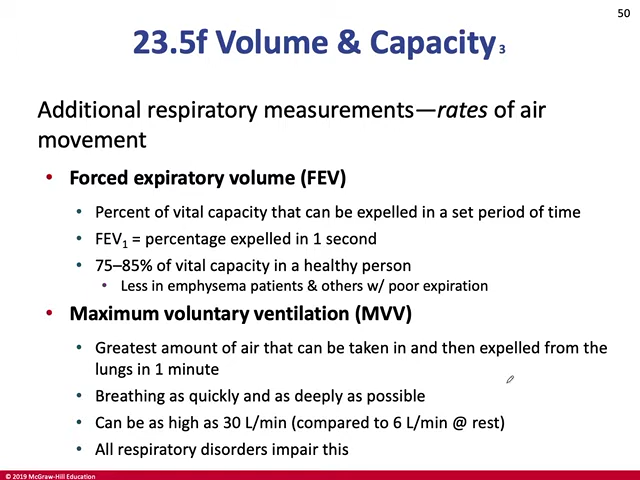 50
23.5f Volume & Capacity 3
Additional respiratory measurements—rates of air
movement
• Forced expiratory volume (FEV)
• Percent of vital capacity that can be expelled in a set period of time
• FEV1 = percentage expelled in 1 second
• 75–85% of vital capacity in a healthy person
• Less in emphysema patients & others w/ poor expiration
• Maximum voluntary ventilation (MVV)
• Greatest amount of air that can be taken in and then expelled from the
lungs in 1 minute
• Breathing as quickly and as deeply as possible
• Can be as high as 30 L/min (compared to 6 L/min @ rest)
• All respiratory disorders impair this
© 2019 McGraw-Hill Education